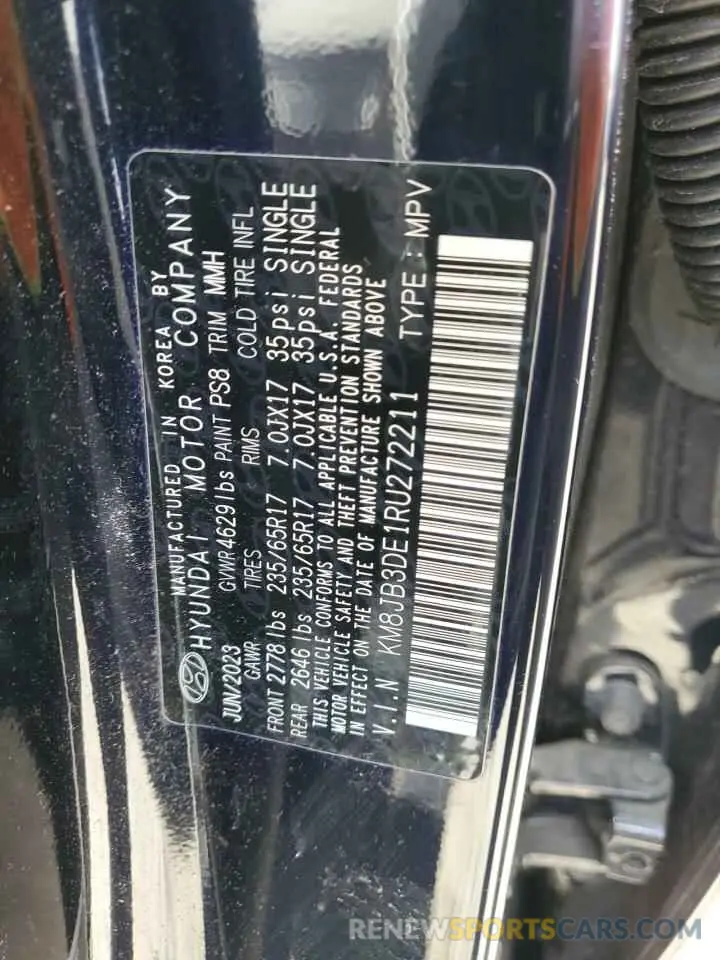 MANUFACTURED IN KOREA BY
HYUNDAI MOTOR COMPANY
JUN/2023 GVWR4629lbs PAINT PS8 TRIM MMH
GAWR TIRES RIMS COLD TIRE INFL
FRONT 2778lbs 235/65R17 7.0JX17 35psi SINGLE
REAR 2646lbs 235/65R17 7.0JX17 35psi SINGLE
THIS VEHICLE CONFORMS TO ALL APPLICABLE U.S.A. FEDERAL
MOTOR VEHICLE SAFETY AND THEFT PREVENTION STANDARDS
IN EFFECT ON THE DATE OF MANUFACTURE SHOWN ABOVE
V.I.N KM8JB3DE1RU272211 TYPE : MPV
RENEWSPORTSCARS.COM